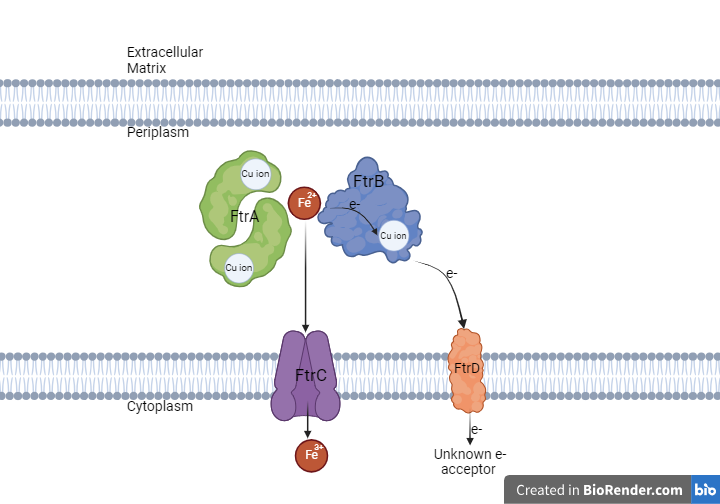 Extracellular
Matrix
Periplasm
Cu ion
FtrB
Fe2+
e-
FtrA
Cu ion
Cu ion
e-
FtrD
FtrC
Cytoplasm
e-
Fe3+
Unknown e-
acceptor
Created in BioRender.com bio